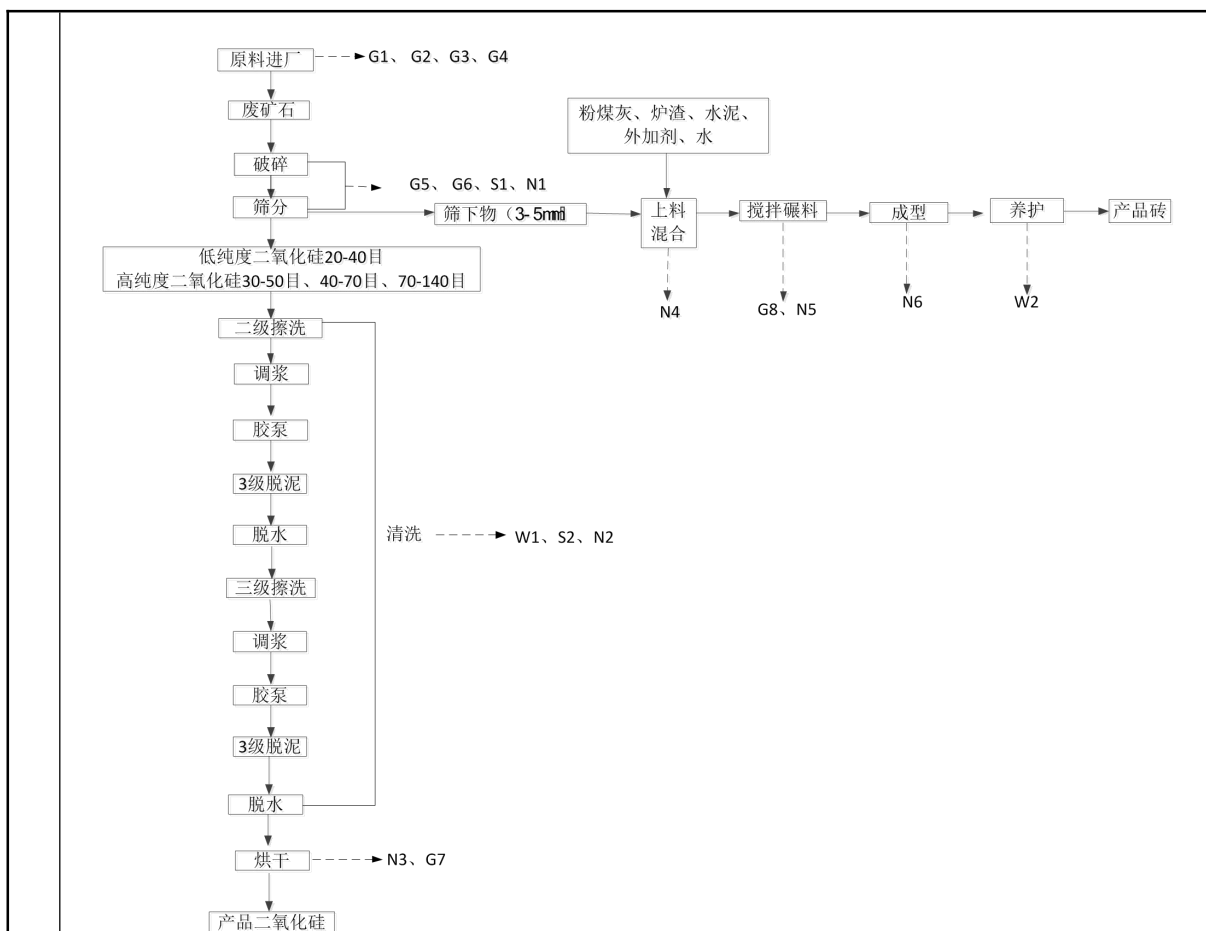 原料进厂
G1、 G2、G3、G4
废矿石
破碎
筛分
G5、 G6、S1、N1
粉煤灰、炉渣、水泥、
外加剂、水
筛下物（3-5mm
上料
混合
搅拌碾料
成型
养护
产品砖
N4
G8、N5
N6
W2
低纯度二氧化硅20-40目
高纯度二氧化硅30-50目、40-70目、70-140目
二级擦洗
调浆
胶泵
3级脱泥
脱水
三级擦洗
调浆
胶泵
3级脱泥
脱水
清洗
W1、S2、N2
烘干
N3、G7
产品二氧化硅